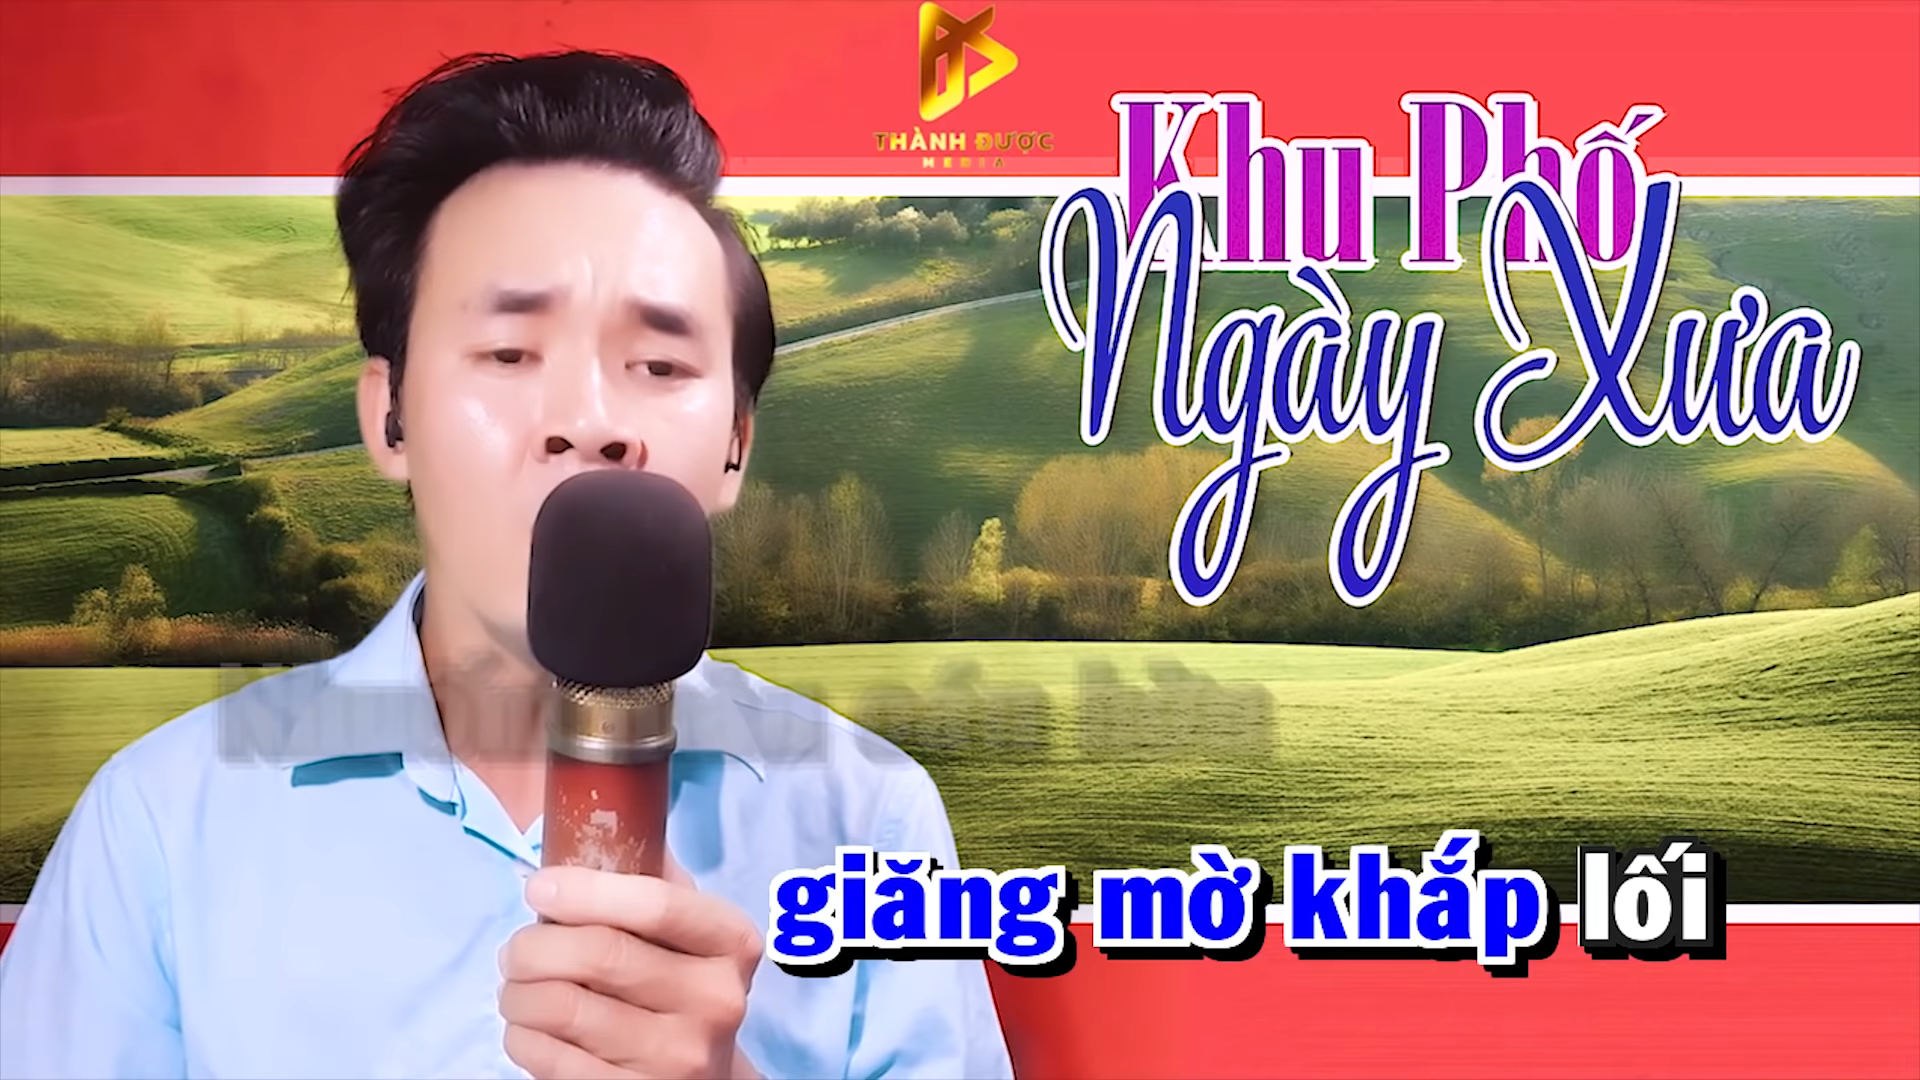 THÀNH ĐƯỢC
MEDIA
Khu Phố
Ngày Xưa
giăng mờ khắp lối